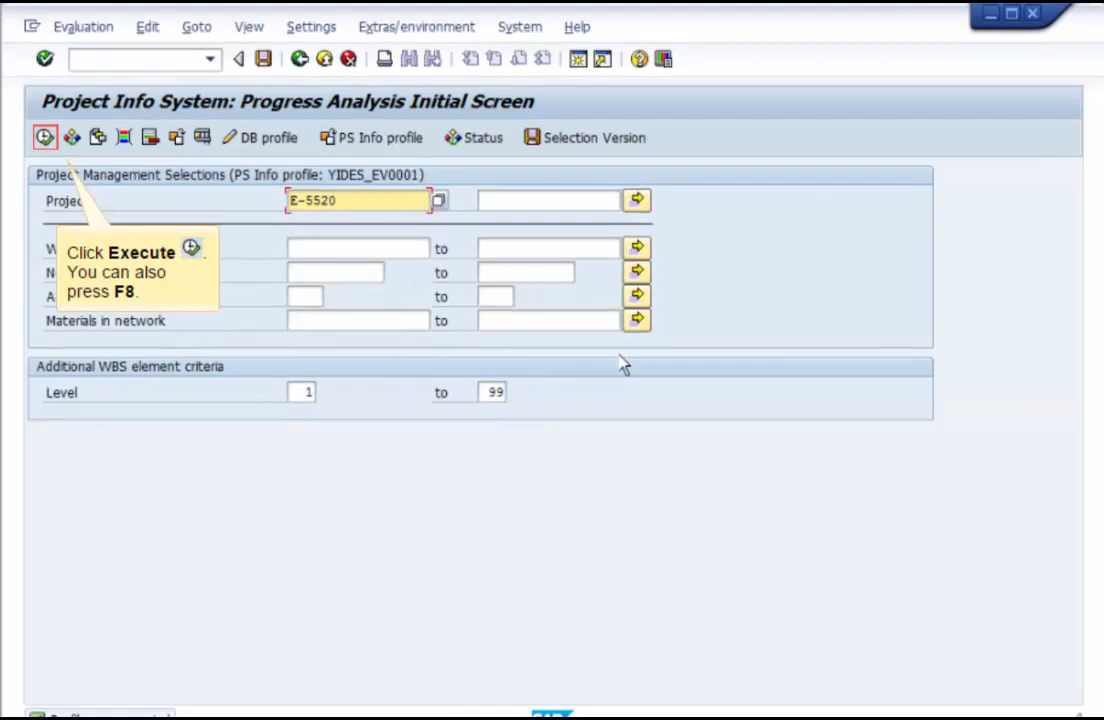 Evaluation Edit Goto View Settings Extras/environment System Help
Project Info System: Progress Analysis Initial Screen
DB profile PS Info profile Status Selection Version
Project Management Selections (PS Info profile: YIDES_EV0001)
E-5520
to
to
to
Materials in network to
Click Execute .
You can also
press F8.
Additional WBS element criteria
Level 1 to 99
SAP